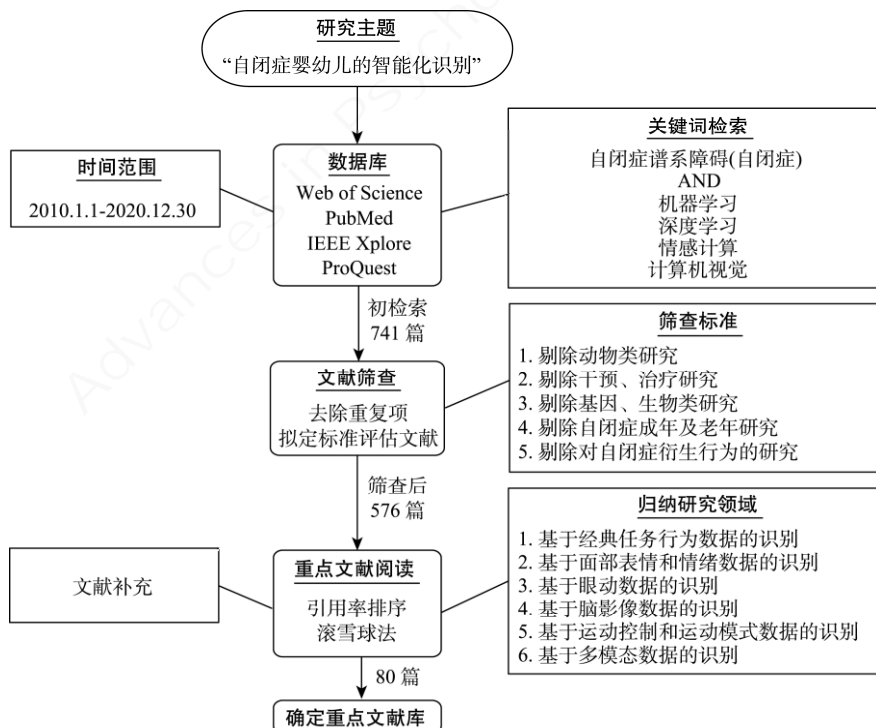 研究主题
“自闭症婴幼儿的智能化识别”
时间范围
2010.1.1-2020.12.30
数据库
Web of Science
PubMed
IEEE Xplore
ProQuest
关键词检索
自闭症谱系障碍(自闭症)
AND
机器学习
深度学习
情感计算
计算机视觉
初检索
741 篇
文献筛查
去除重复项
拟定标准评估文献
筛查标准
1. 剔除动物类研究
2. 剔除干预、治疗研究
3. 剔除基因、生物类研究
4. 剔除自闭症成年及老年研究
5. 剔除对自闭症衍生行为的研究
筛查后
576 篇
文献补充
重点文献阅读
引用率排序
滚雪球法
归纳研究领域
1. 基于经典任务行为数据的识别
2. 基于面部表情和情绪数据的识别
3. 基于眼动数据的识别
4. 基于脑影像数据的识别
5. 基于运动控制和运动模式数据的识别
6. 基于多模态数据的识别
80 篇
确定重点文献库
Advances in Psycho